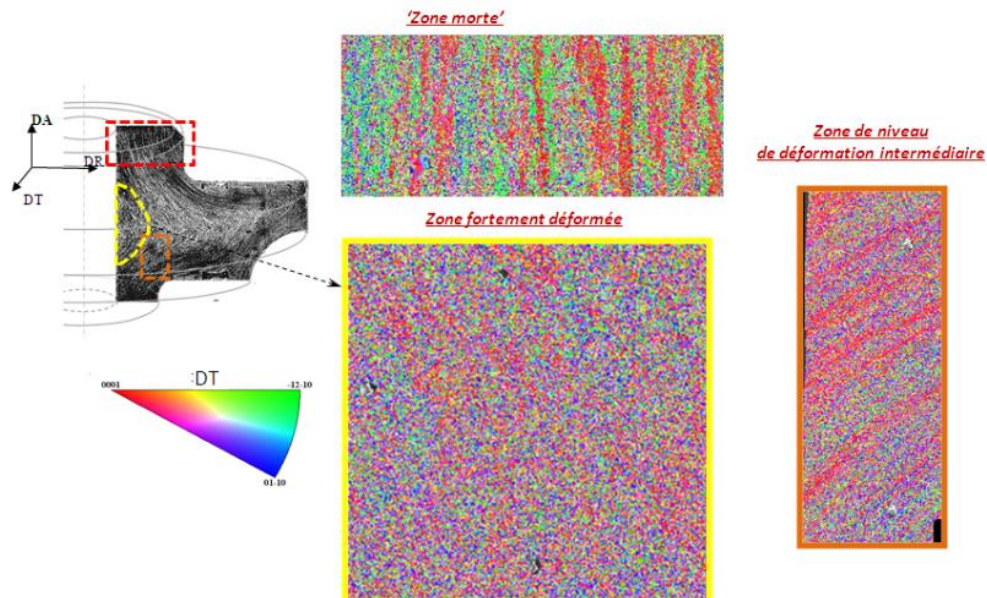 'Zone morte'
DA
DR
DT
Zone de niveau
de déformation intermédiaire
Zone fortement déformée
:DT
0001
-12-10
01-10